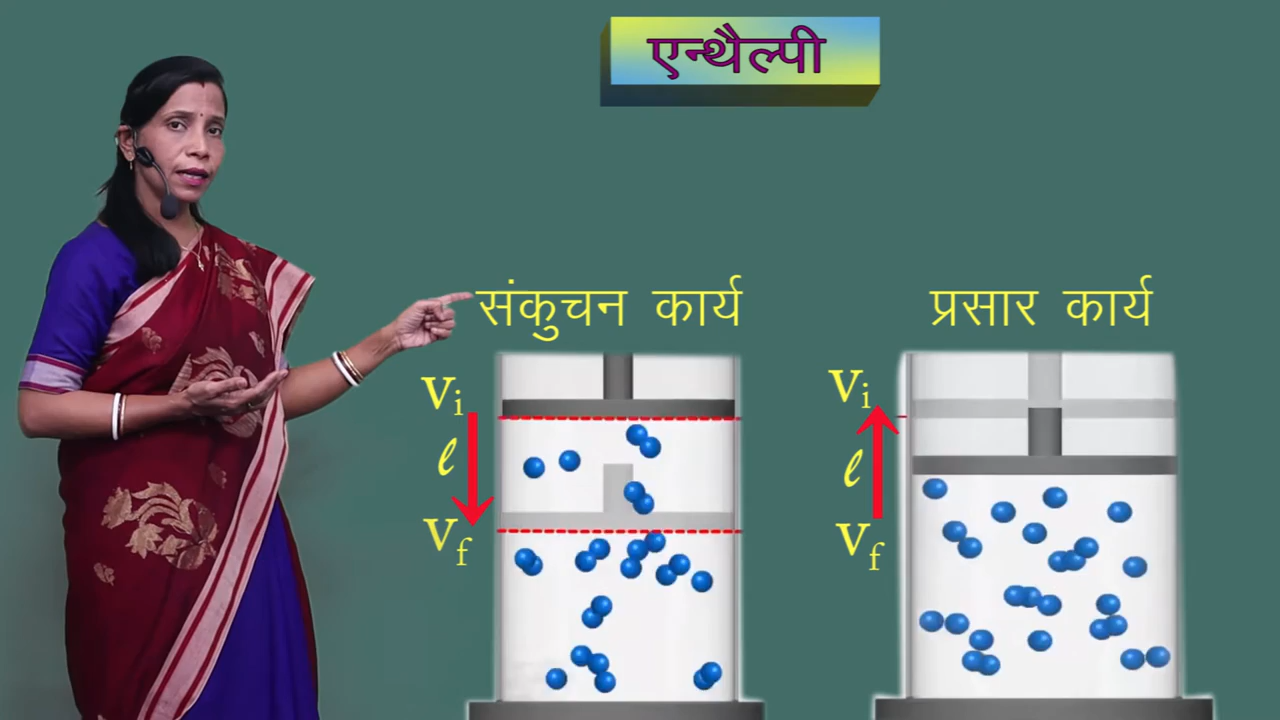 एन्थैल्पी
संकुचन कार्य
प्रसार कार्य
vi
ℓ
vf
vi
ℓ
vf